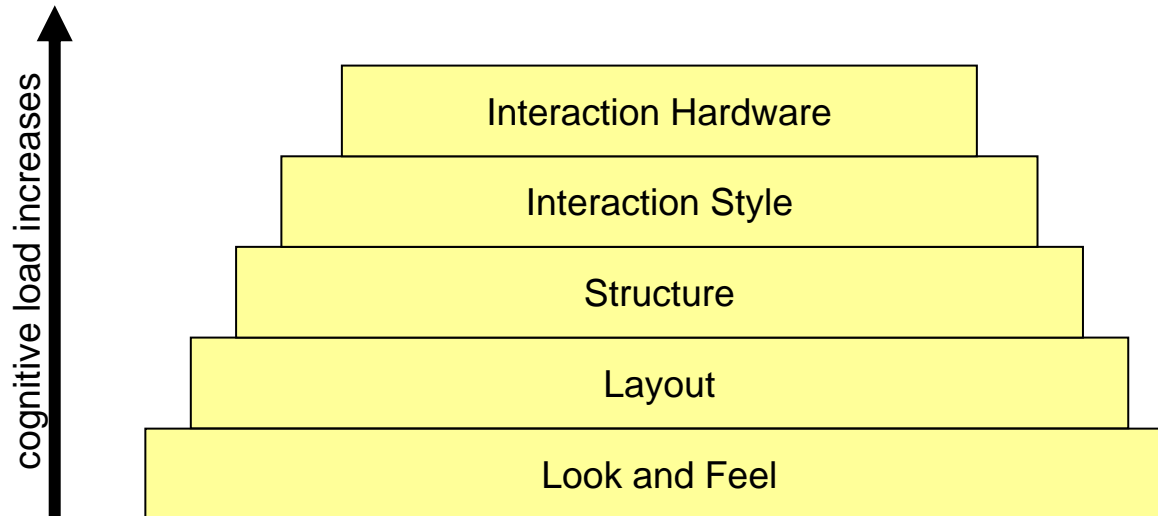 cognitive load increases
Interaction Hardware
Interaction Style
Structure
Layout
Look and Feel